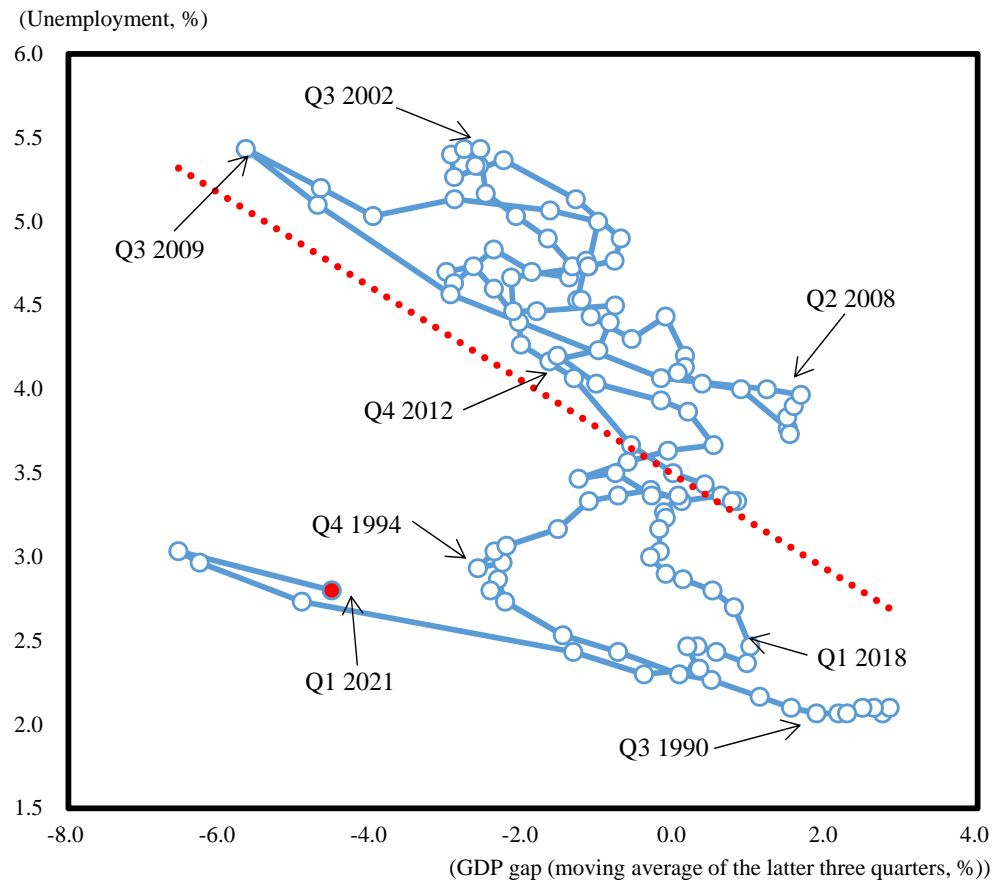 (Unemployment, %)
6.0
Q3 2002
5.5
5.0
Q3 2009
4.5
Q2 2008
4.0
Q4 2012
3.5
Q4 1994
3.0
2.5
Q1 2018
Q1 2021
2.0
Q3 1990
1.5
-8.0 -6.0 -4.0 -2.0 0.0 2.0 4.0
(GDP gap (moving average of the latter three quarters, %))